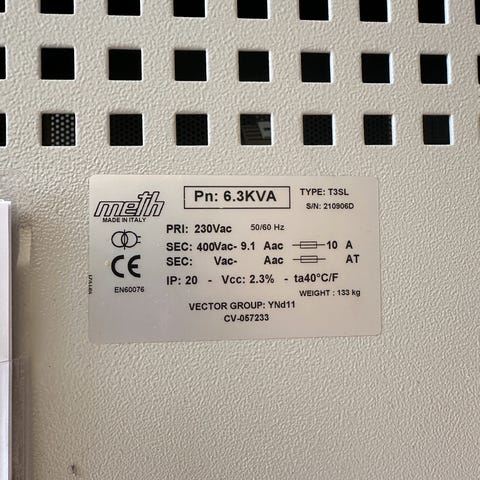 meth
MADE IN ITALY
Pn: 6.3KVA
TYPE: T3SL
S/N: 210906D
PRI: 230Vac 50/60 Hz
SEC: 400Vac- 9.1 Aac 10 A
SEC: Vac- Aac AT
CE
EN60076
IP: 20 - Vcc: 2.3% - ta40°C/F
WEIGHT : 133 kg
VECTOR GROUP: YNd11
CV-057233